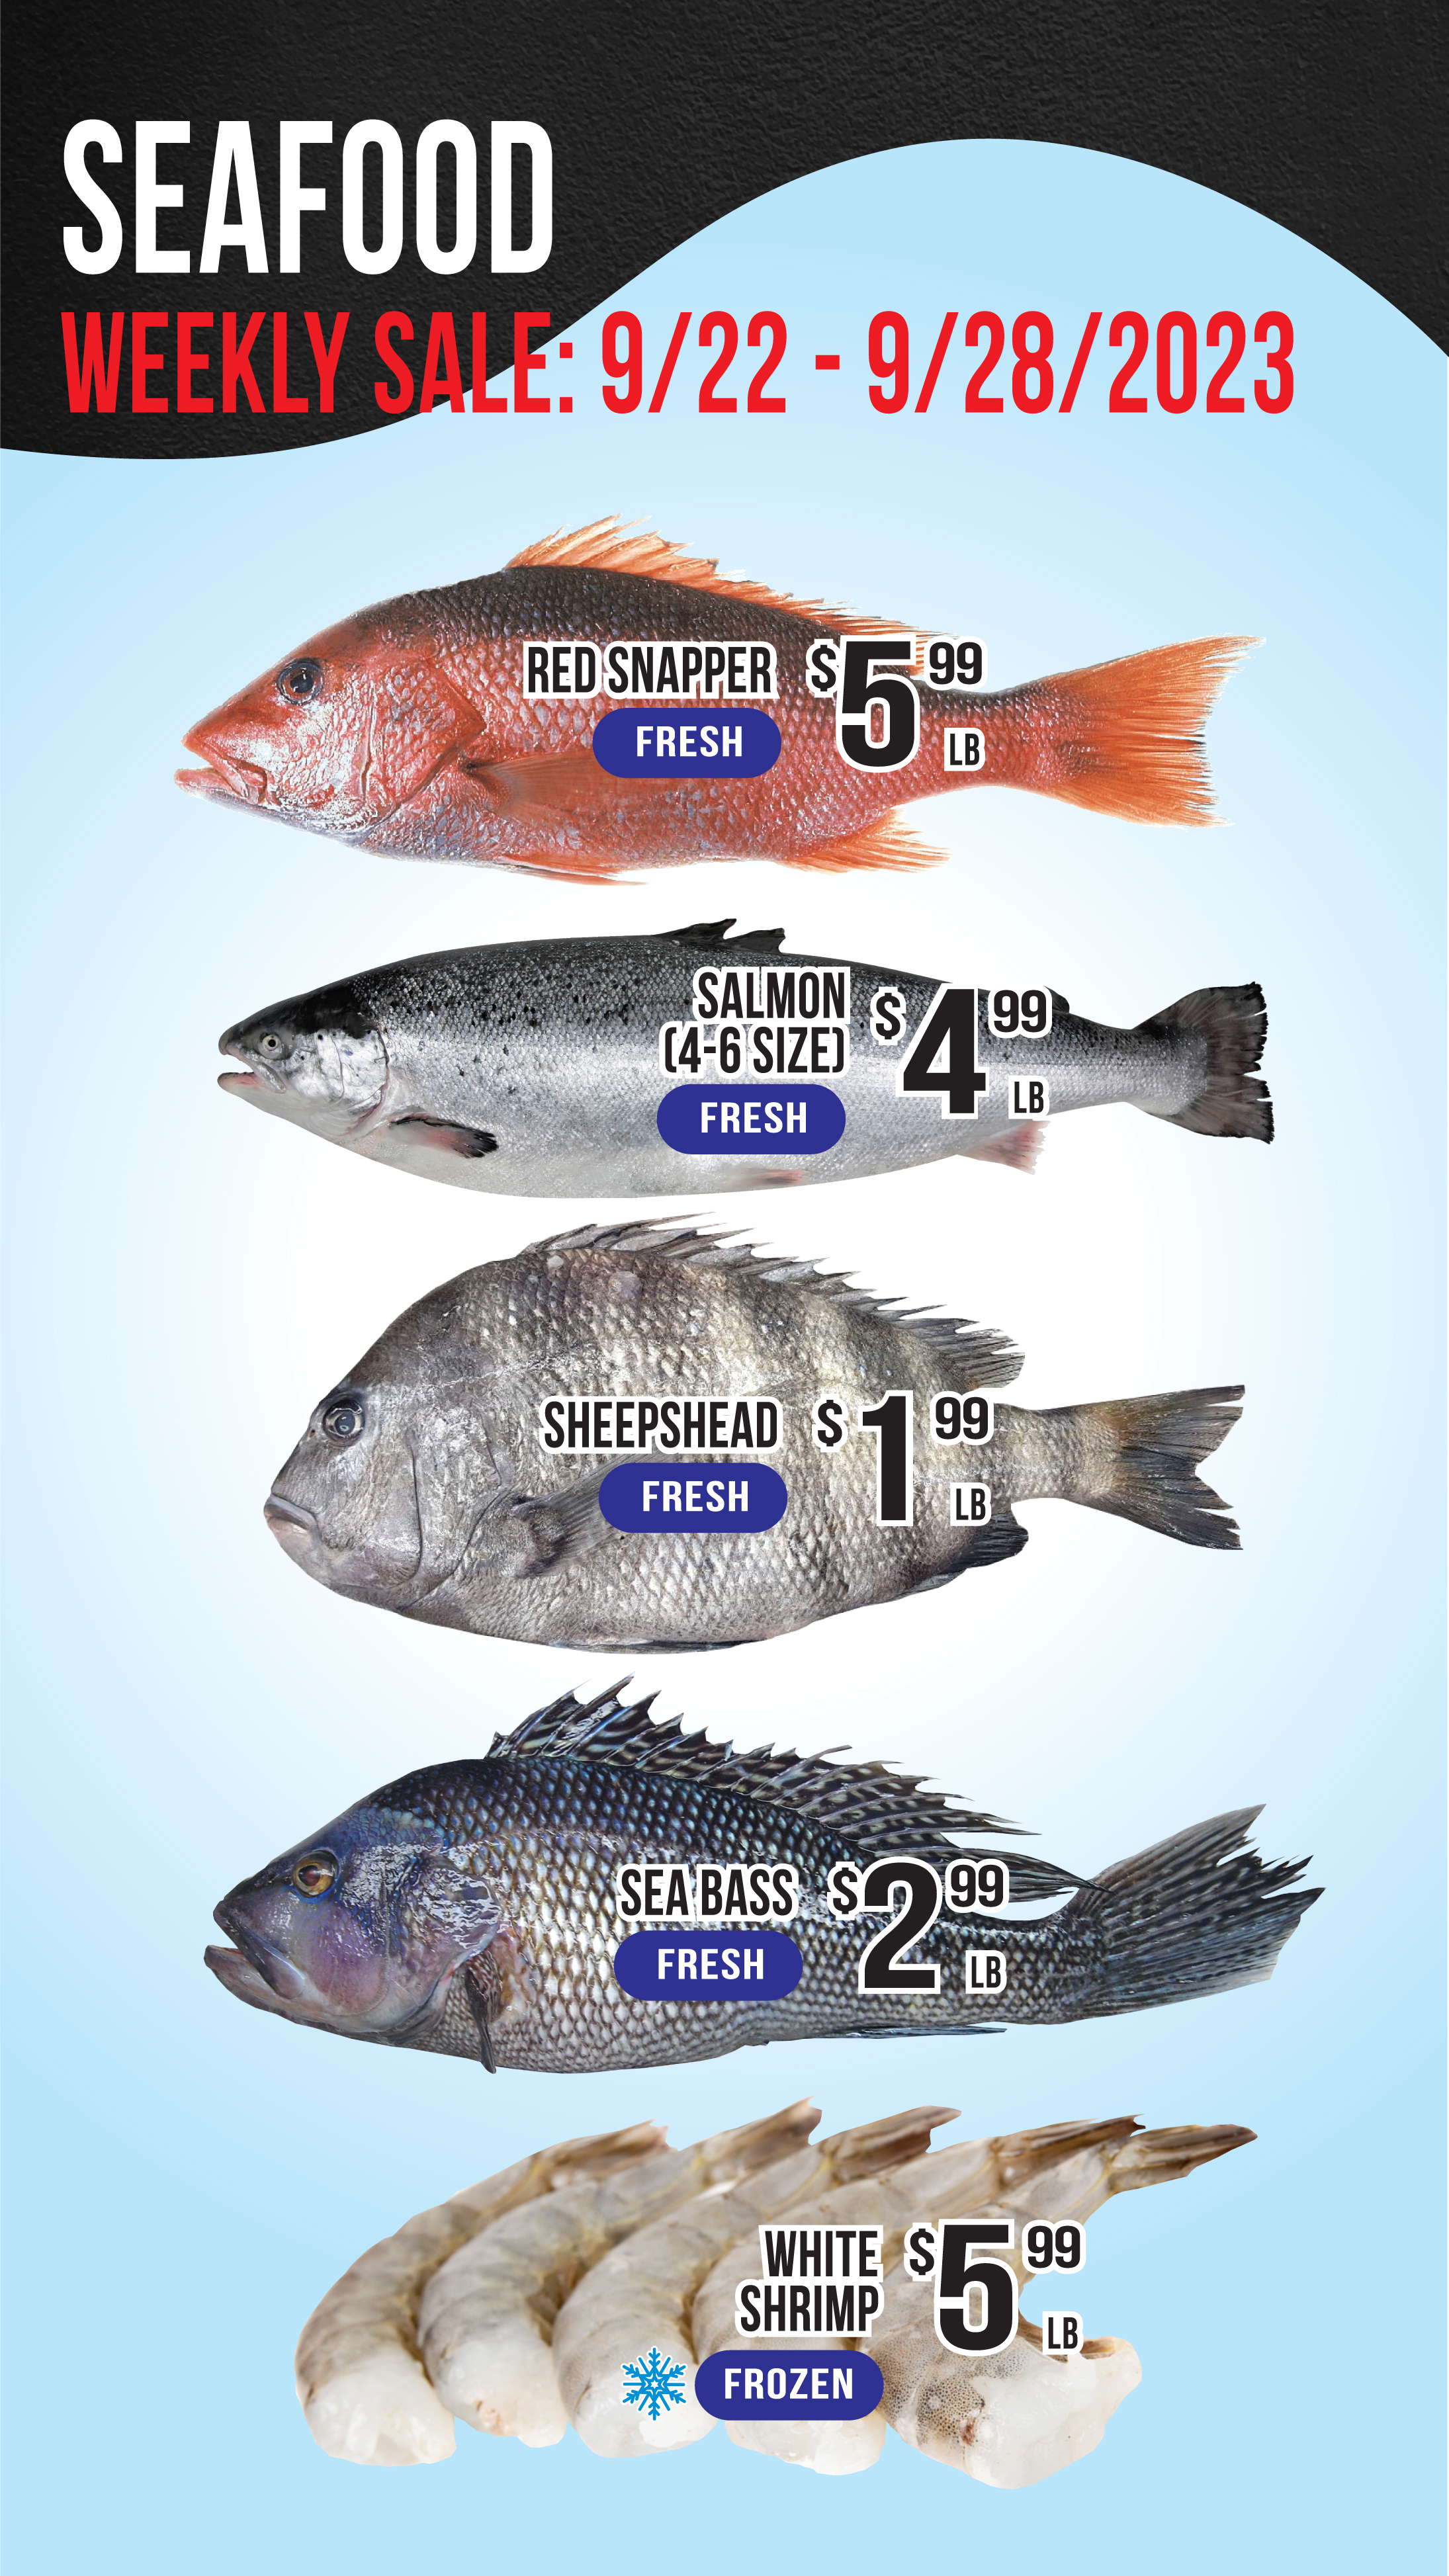 SEAFOOD
WEEKLY SALE: 9/22 - 9/28/2023
RED SNAPPER $5 99 LB
FRESH
SALMON
(4-6 SIZE) $4 99 LB
FRESH
SHEEPSHEAD $1 99 LB
FRESH
SEA BASS $2 99 LB
FRESH
WHITE
SHRIMP $5 99 LB
FROZEN